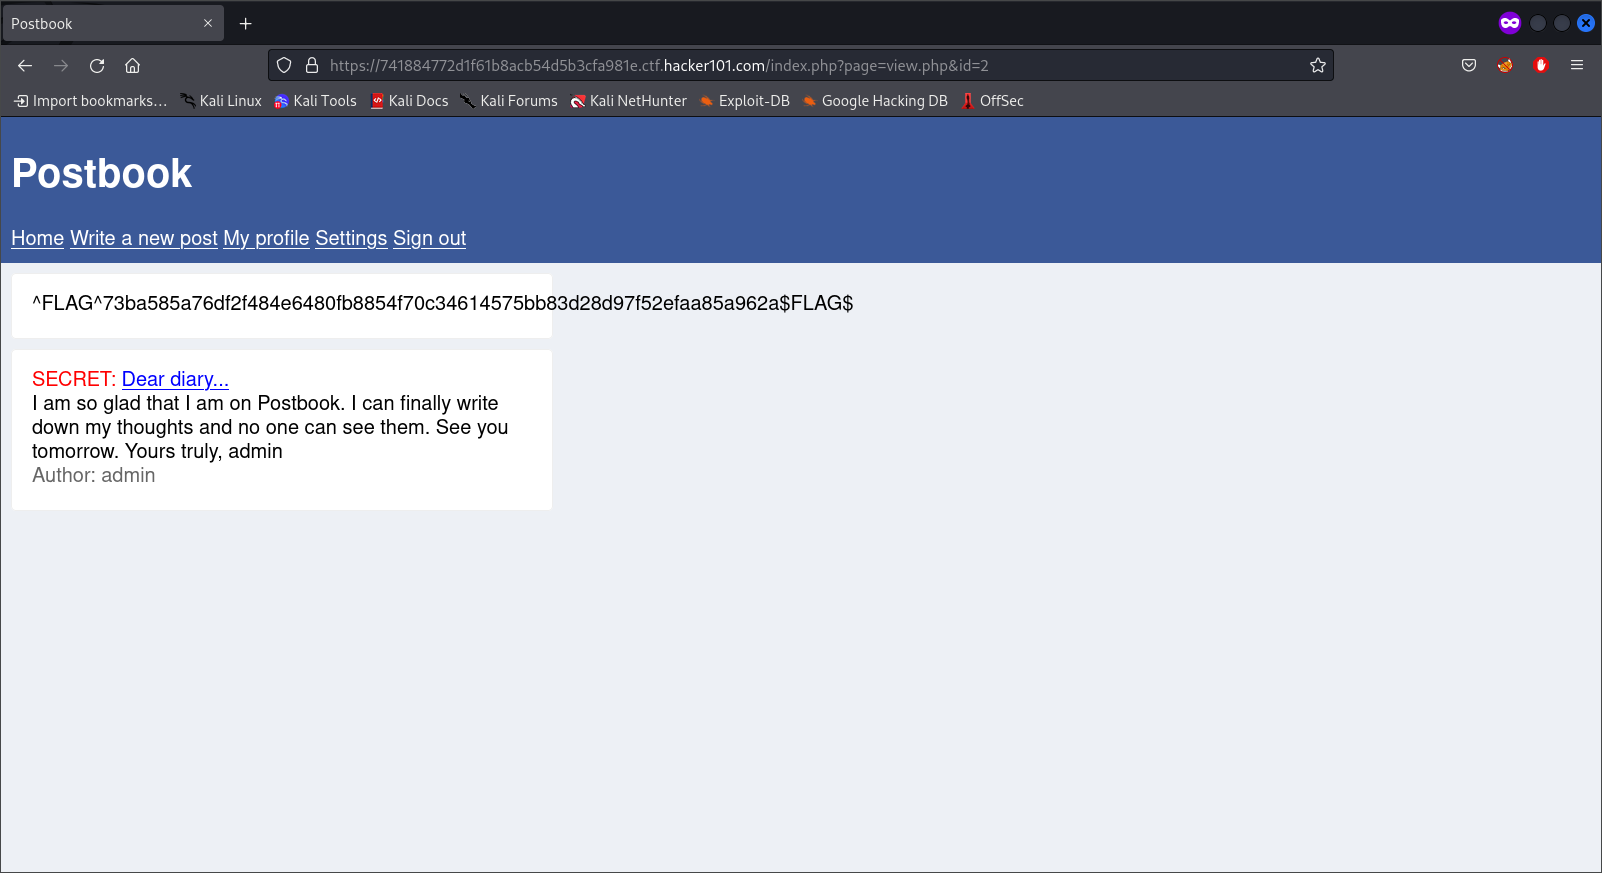 Postbook
https://741884772d1f61b8acb54d5b3cfa981e.ctf.hacker101.com/index.php?page=view.php&id=2
Import bookmarks... Kali Linux Kali Tools Kali Docs Kali Forums Kali NetHunter Exploit-DB Google Hacking DB OffSec
Postbook
Home Write a new post My profile Settings Sign out
^FLAG^73ba585a76df2f484e6480fb8854f70c34614575bb83d28d97f52efaa85a962a$FLAG$
SECRET: Dear diary...
I am so glad that I am on Postbook. I can finally write
down my thoughts and no one can see them. See you
tomorrow. Yours truly, admin
Author: admin